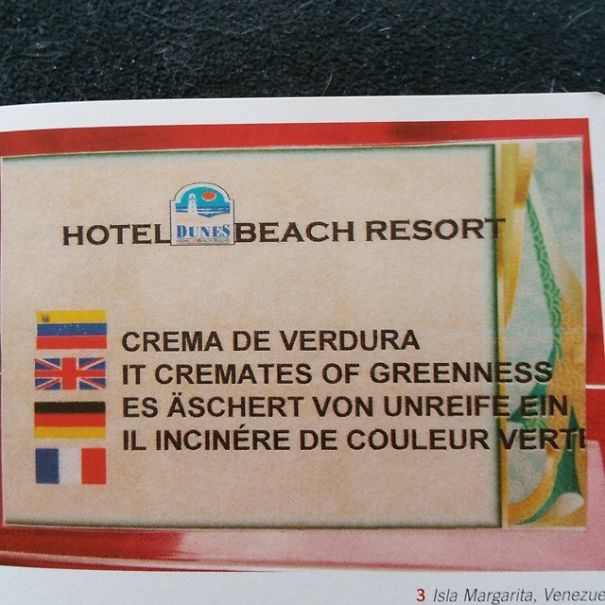 HOTEL DUNES BEACH RESORT
CREMA DE VERDURA
IT CREMATES OF GREENNESS
ES ÄSCHERT VON UNREIFE EIN
IL INCINÉRE DE COULEUR VERTE
3 Isla Margarita, Venezue